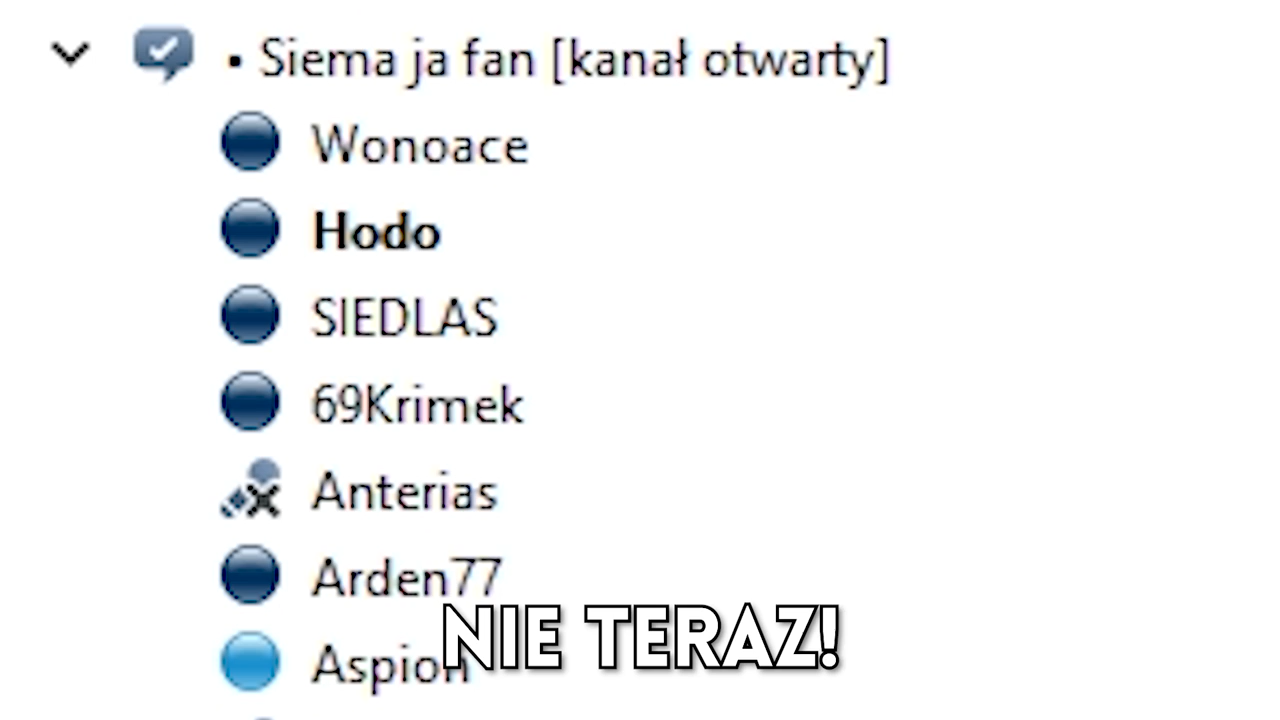 • Siema ja fan [kanał otwarty]
Wonoace
Hodo
SIEDLAS
69Krimek
Anterias
Arden77
Aspion
NIE TERAZ!